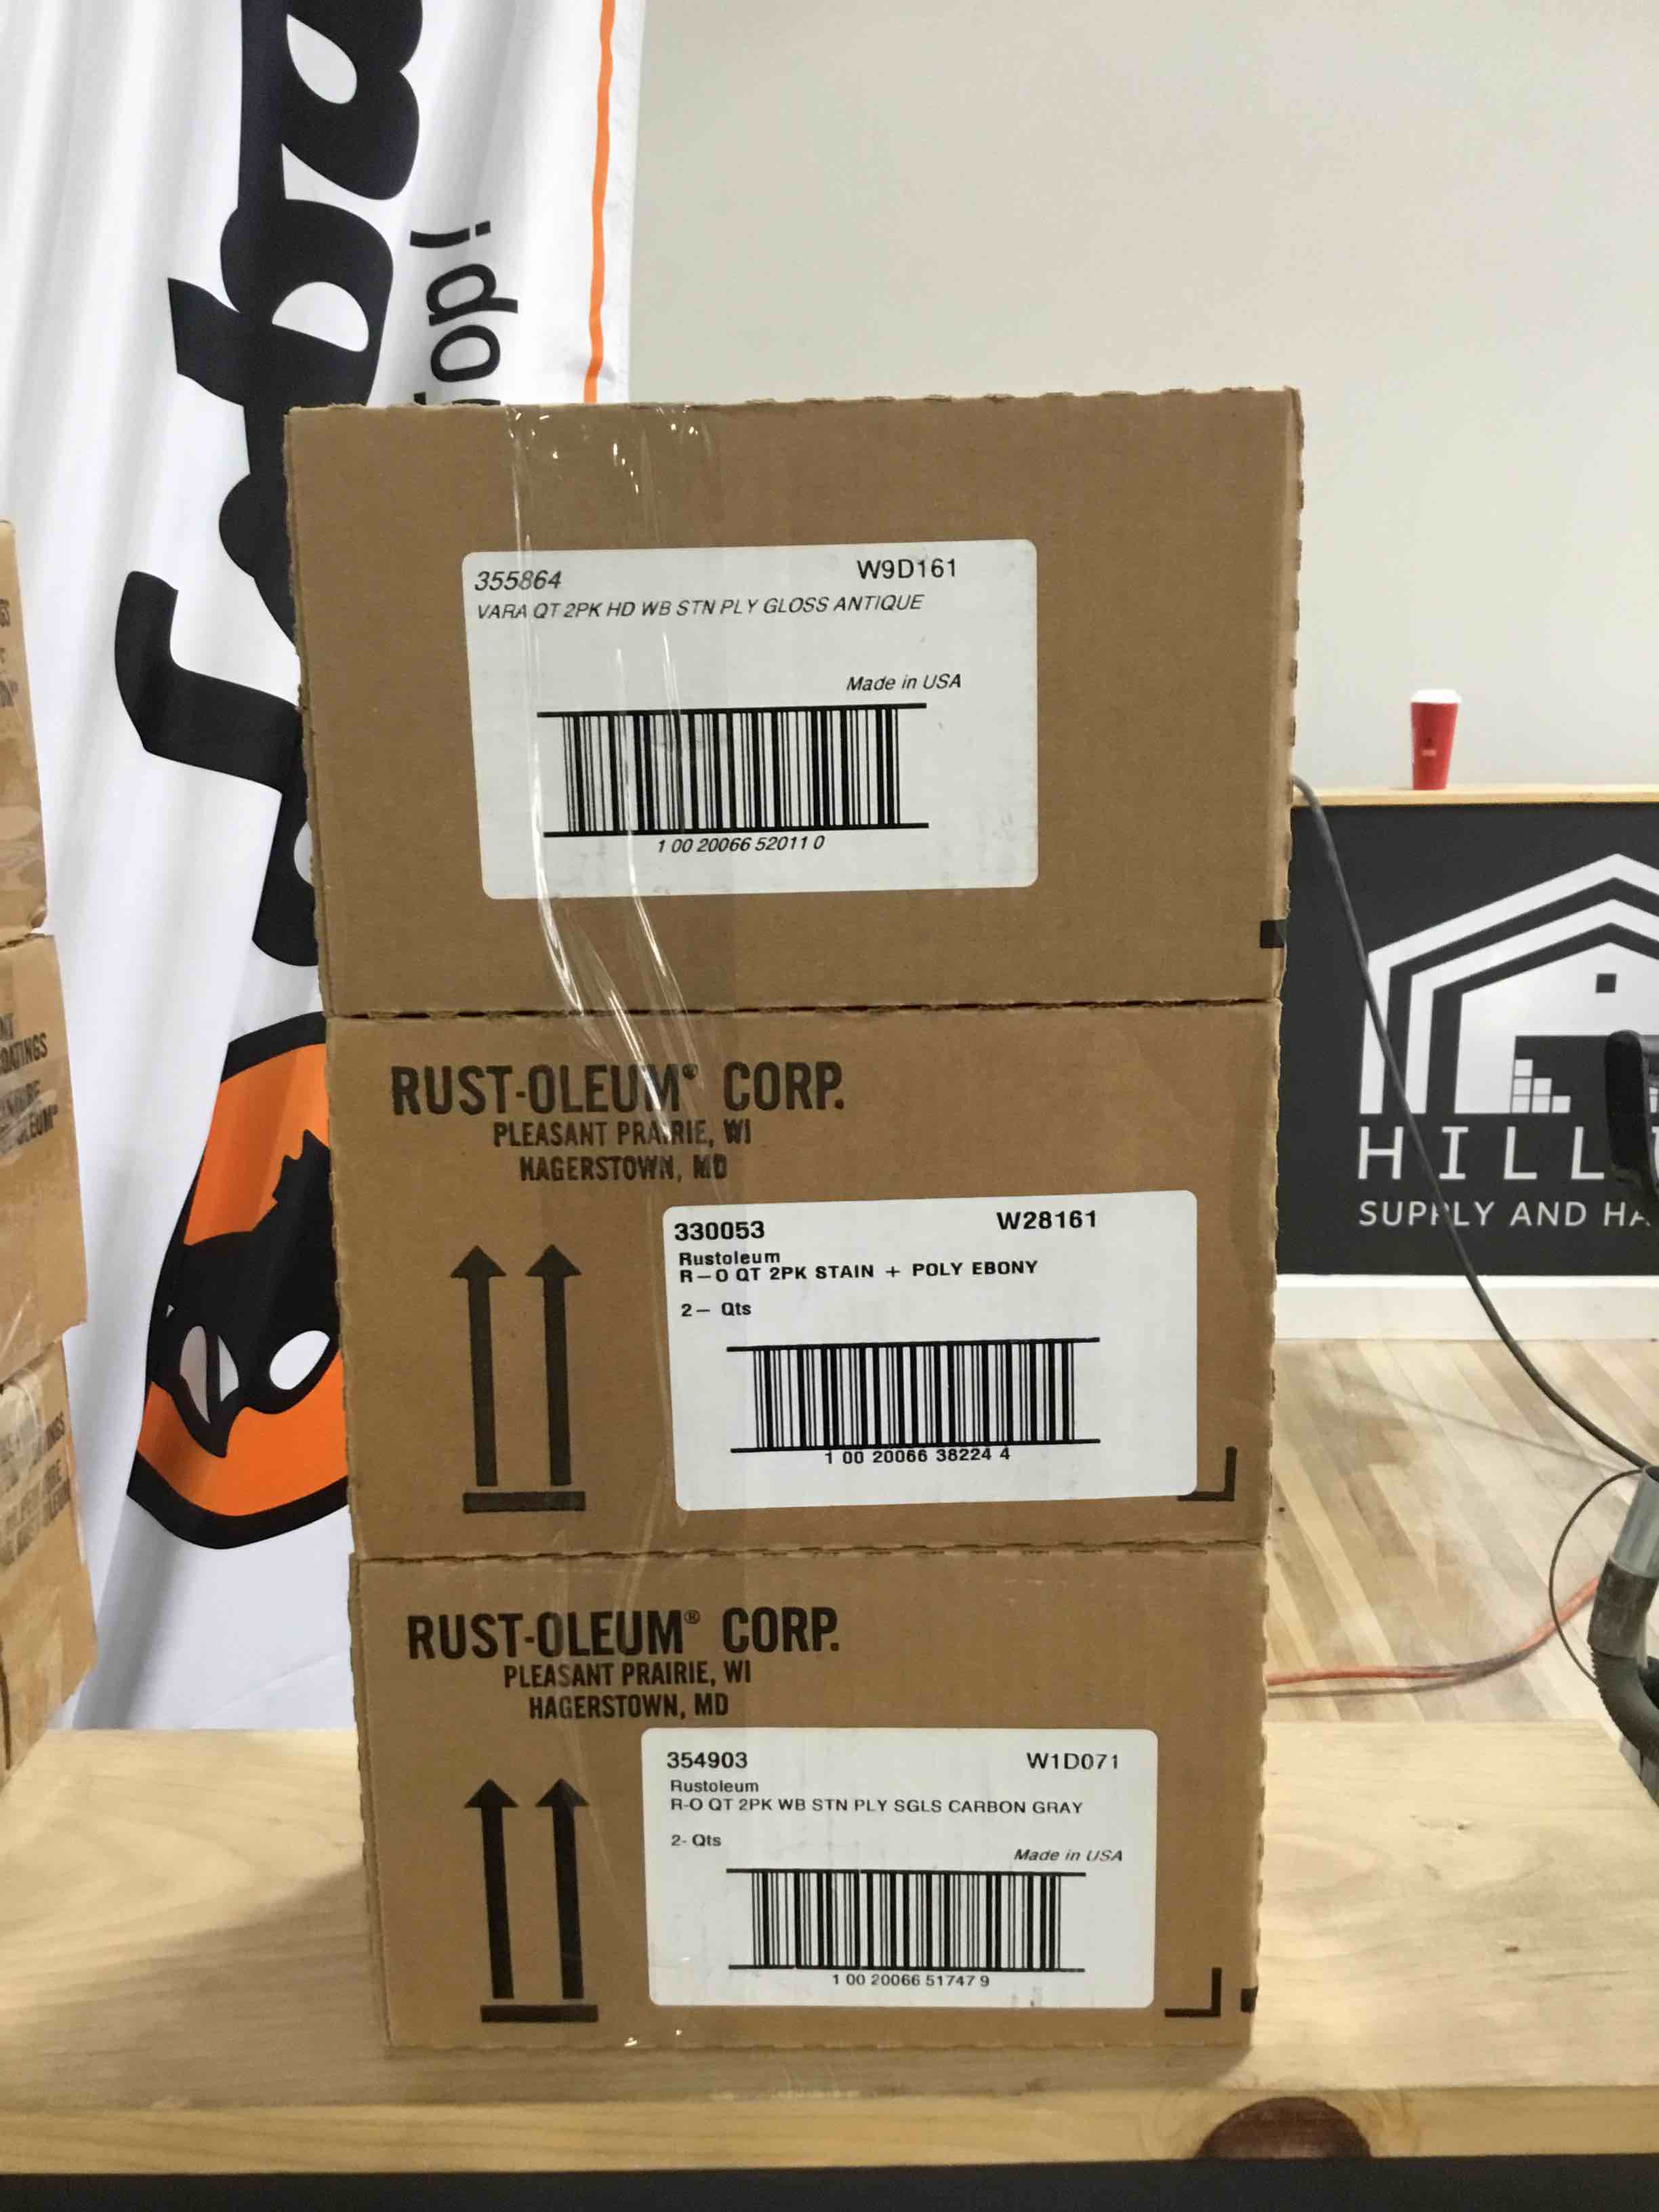 op!
355864 W9D161
VARA QT 2PK HD WB STN PLY GLOSS ANTIQUE
Made in USA
1 00 20066 52011 0
RUST-OLEUM® CORP.
PLEASANT PRAIRIE, WI
HAGERSTOWN, MD
330053 W28161
Rustoleum
R-O QT 2PK STAIN + POLY EBONY
2- Qts
1 00 20066 38224 4
RUST-OLEUM® CORP.
PLEASANT PRAIRIE, WI
HAGERSTOWN, MD
354903 W1D071
Rustoleum
R-O QT 2PK WB STN PLY SGLS CARBON GRAY
2- Qts
Made in USA
1 00 20066 51747 9
OATINGS
HILL
SUPPLY AND HA